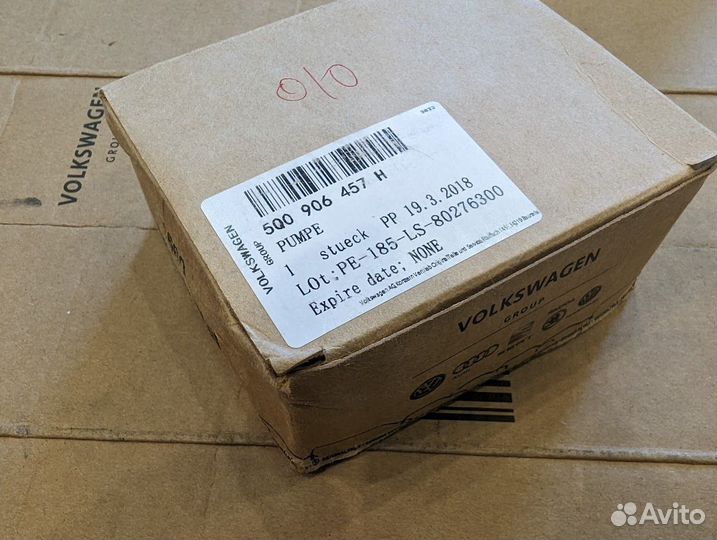 0/0
VOLKSWAGEN
GROUP
5Q0 906 457 H
PUMPE
1 stueck PP 19.3.2018
LOt:PE-185-LS-80276300
Expire date; NONE
VOLKSWAGEN
GROUP
VOLKSWAGEN
GROUP
Avito